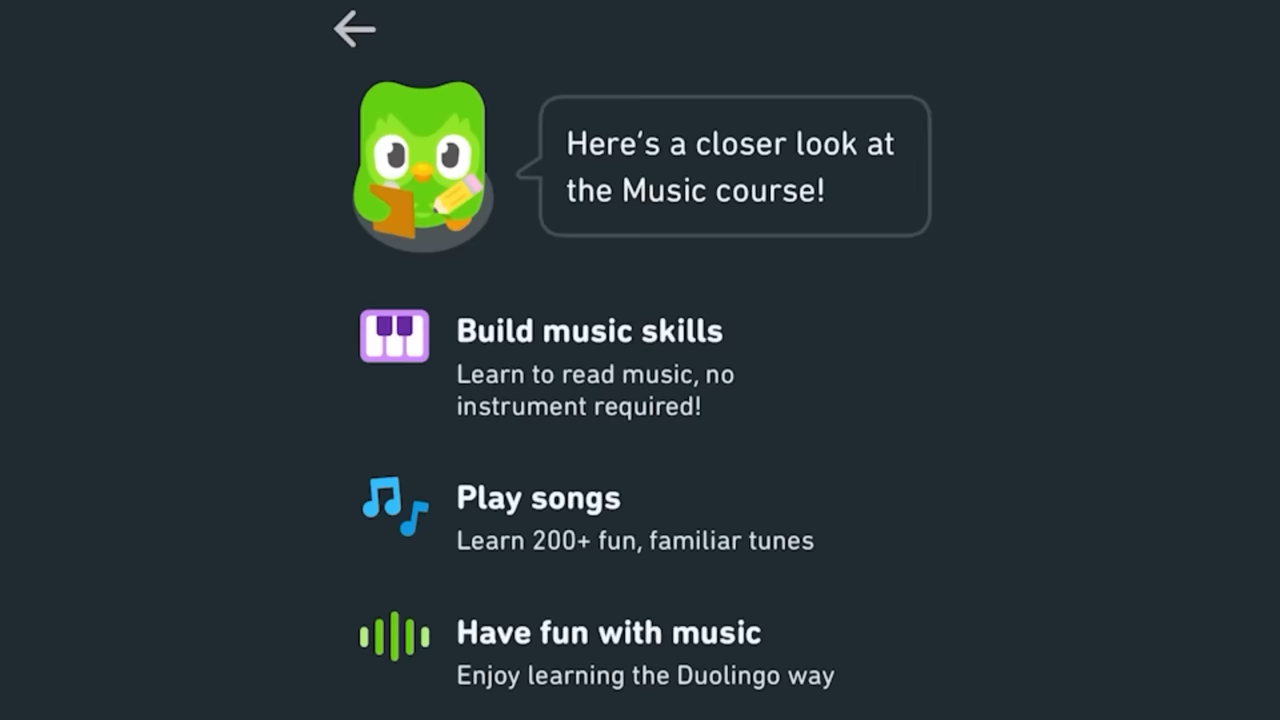 Here's a closer look at
the Music course!
Build music skills
Learn to read music, no
instrument required!
Play songs
Learn 200+ fun, familiar tunes
Have fun with music
Enjoy learning the Duolingo way